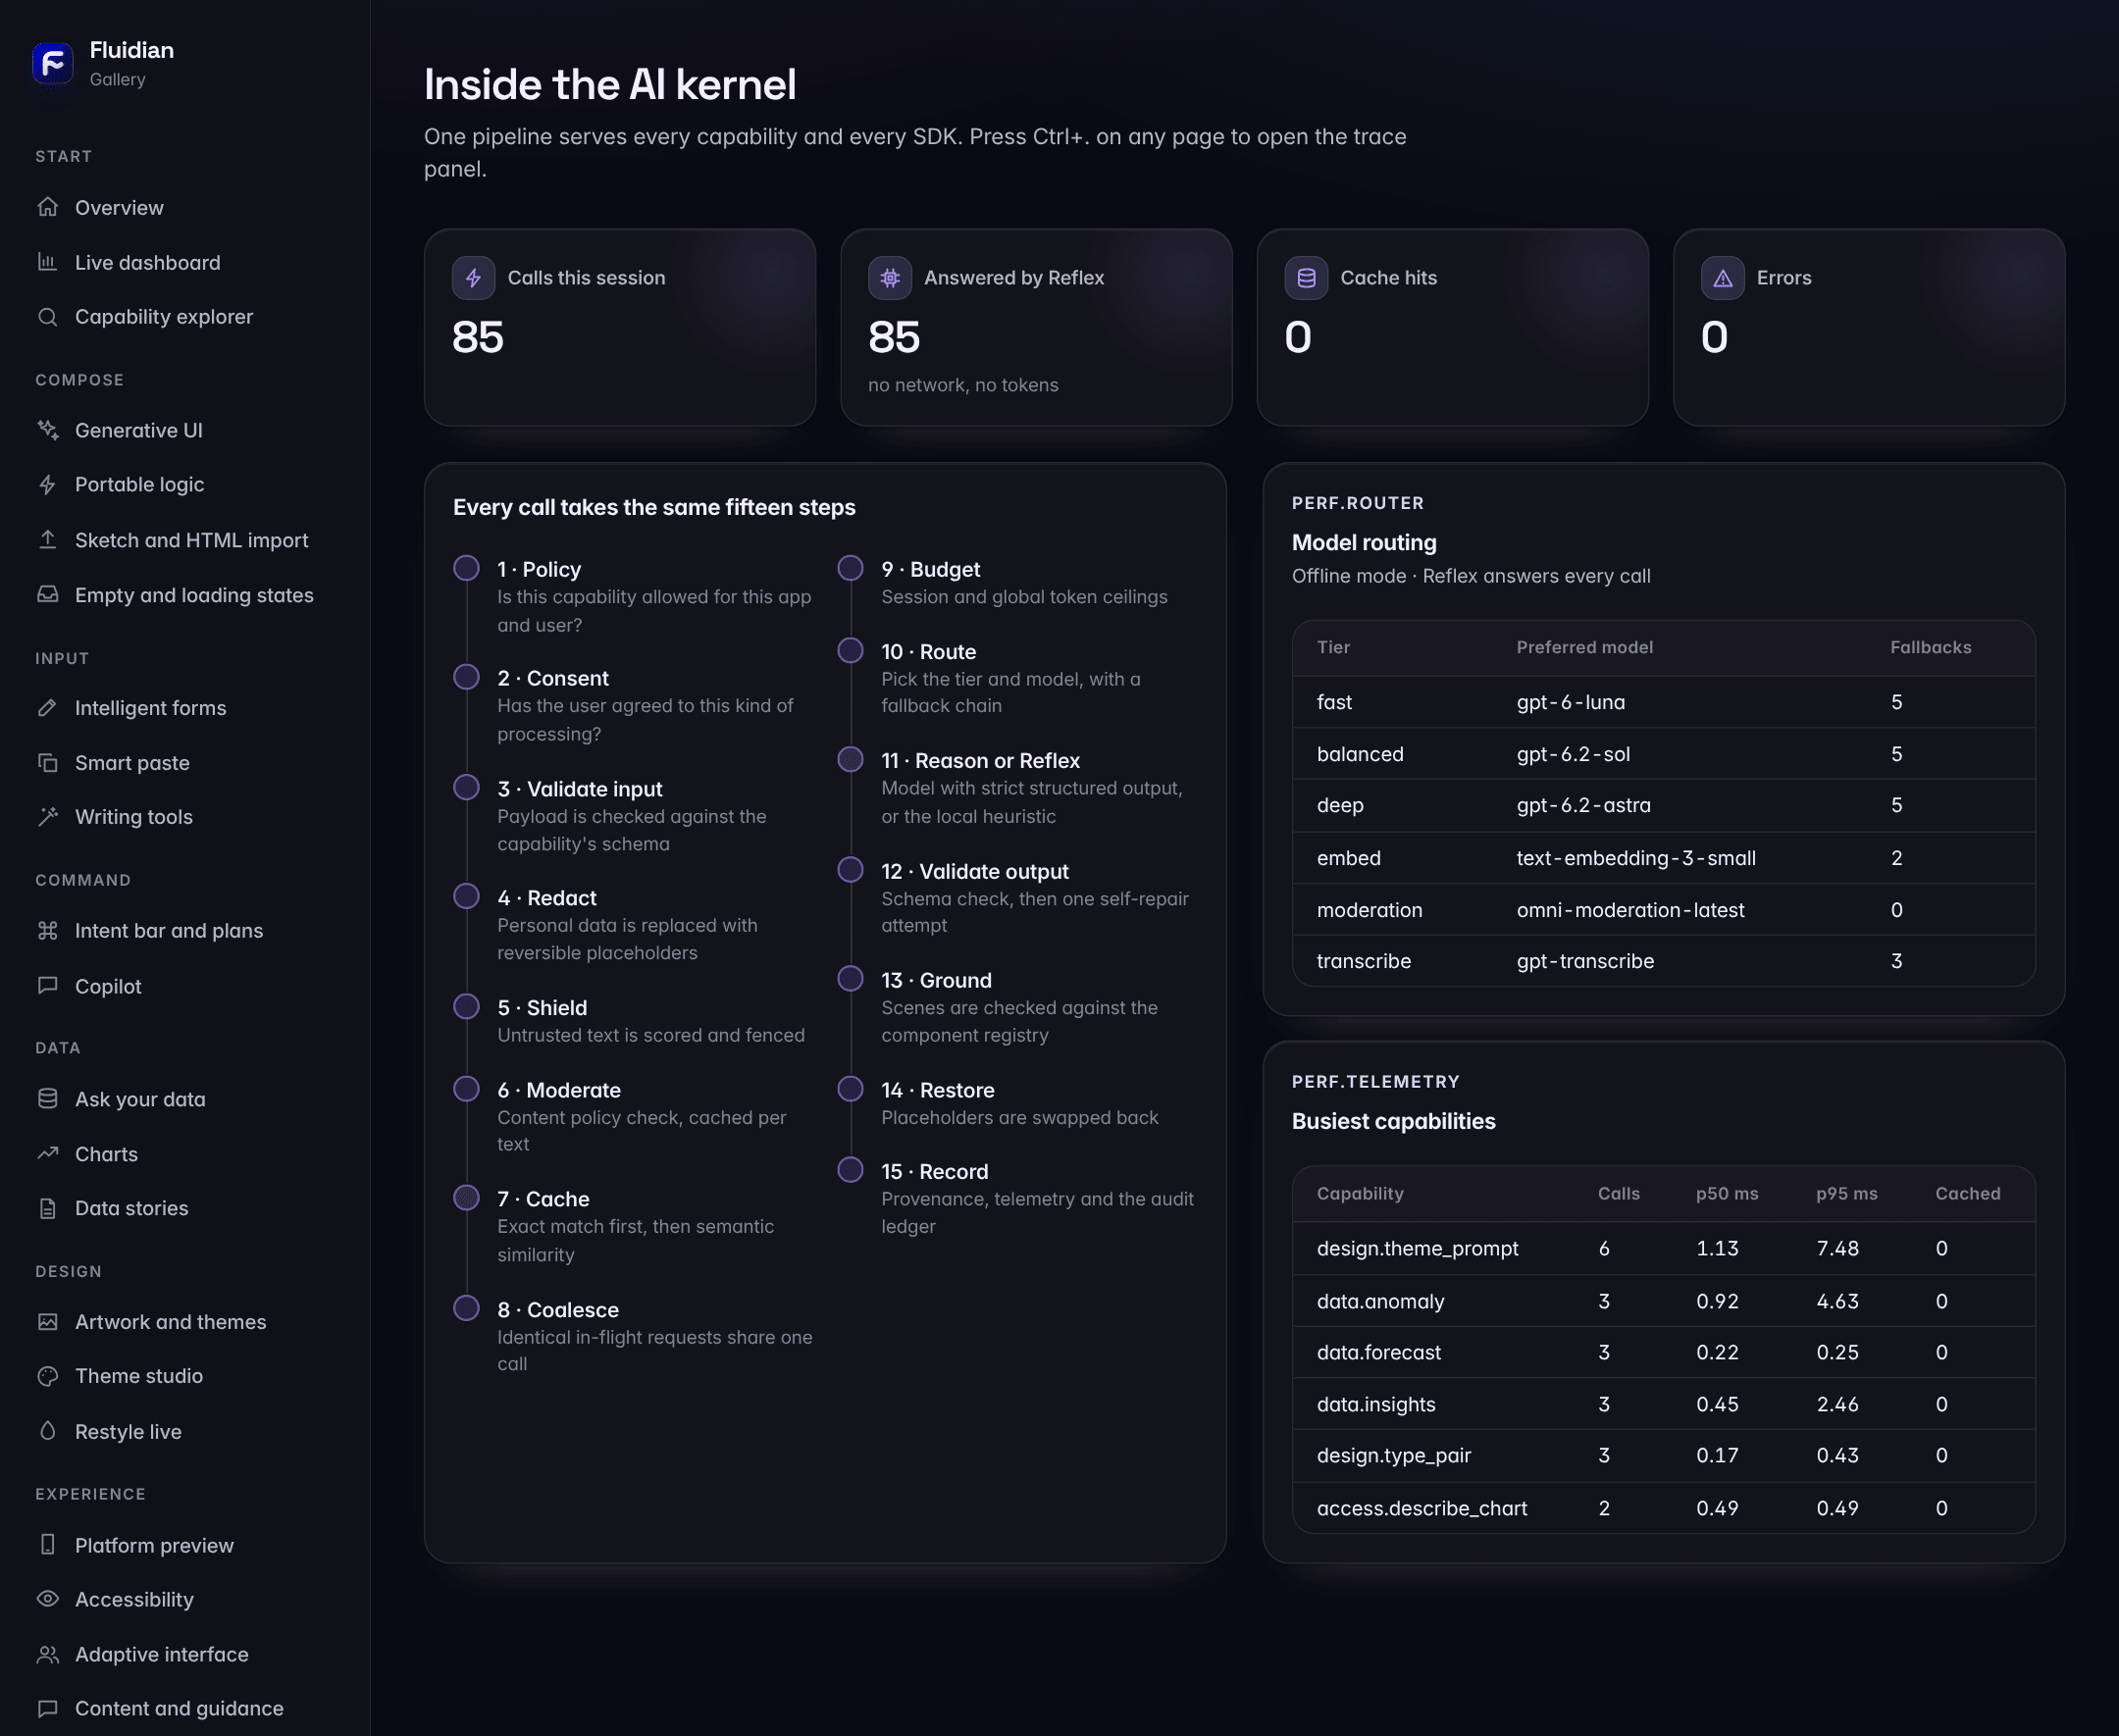 Fluidian
Gallery
START
Overview
Live dashboard
Capability explorer
COMPOSE
Generative UI
Portable logic
Sketch and HTML import
Empty and loading states
INPUT
Intelligent forms
Smart paste
Writing tools
COMMAND
Intent bar and plans
Copilot
DATA
Ask your data
Charts
Data stories
DESIGN
Artwork and themes
Theme studio
Restyle live
EXPERIENCE
Platform preview
Accessibility
Adaptive interface
Content and guidance
Inside the AI kernel
One pipeline serves every capability and every SDK. Press Ctrl+. on any page to open the trace
panel.
Calls this session
85
Answered by Reflex
85
no network, no tokens
Cache hits
0
Errors
0
Every call takes the same fifteen steps
1 · Policy
Is this capability allowed for this app
and user?
2 · Consent
Has the user agreed to this kind of
processing?
3 · Validate input
Payload is checked against the
capability's schema
4 · Redact
Personal data is replaced with
reversible placeholders
5 · Shield
Untrusted text is scored and fenced
6 · Moderate
Content policy check, cached per
text
7 · Cache
Exact match first, then semantic
similarity
8 · Coalesce
Identical in-flight requests share one
call
9 · Budget
Session and global token ceilings
10 · Route
Pick the tier and model, with a
fallback chain
11 · Reason or Reflex
Model with strict structured output,
or the local heuristic
12 · Validate output
Schema check, then one self-repair
attempt
13 · Ground
Scenes are checked against the
component registry
14 · Restore
Placeholders are swapped back
15 · Record
Provenance, telemetry and the audit
ledger
PERF.ROUTER
Model routing
Offline mode · Reflex answers every call
Tier Preferred model Fallbacks
fast gpt-6-luna 5
balanced gpt-6.2-sol 5
deep gpt-6.2-astra 5
embed text-embedding-3-small 2
moderation omni-moderation-latest 0
transcribe gpt-transcribe 3
PERF.TELEMETRY
Busiest capabilities
Capability Calls p50 ms p95 ms Cached
design.theme_prompt 6 1.13 7.48 0
data.anomaly 3 0.92 4.63 0
data.forecast 3 0.22 0.25 0
data.insights 3 0.45 2.46 0
design.type_pair 3 0.17 0.43 0
access.describe_chart 2 0.49 0.49 0